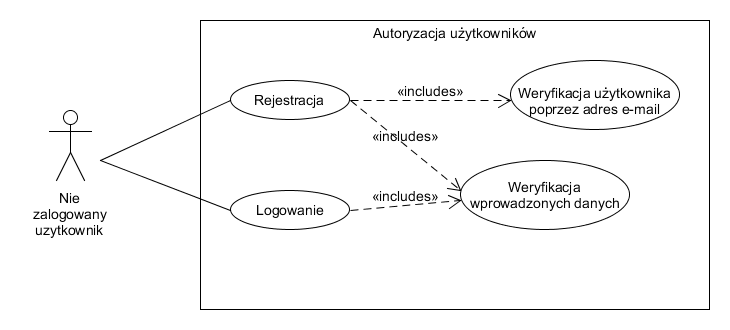 Autoryzacja użytkowników
Rejestracja
«includes»
Weryfikacja użytkownika
poprzez adres e-mail
«includes»
Nie
zalogowany
uzytkownik
Logowanie
«includes»
Weryfikacja
wprowadzonych danych